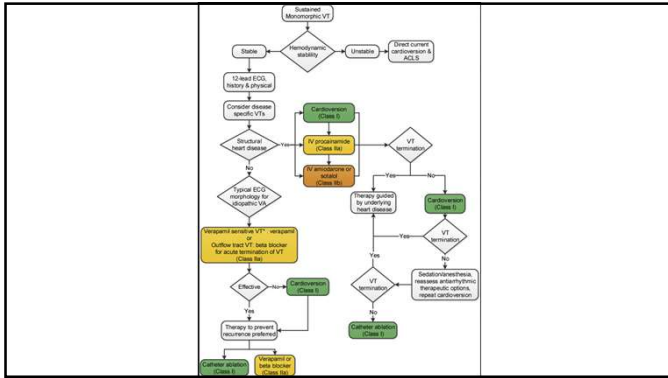 Sustained
Monomorphic VT
Hemodynamic
stability
Stable
Unstable
Direct current
cardioversion &
ACLS
12-lead ECG,
history & physical
Consider disease
specific VTs
Structural
heart disease
Yes
No
Cardioversion
(Class I)
IV procainamide
(Class IIa)
IV amiodarone or
sotalol
(Class IIb)
VT
termination
Yes
No
Therapy guided
by underlying
heart disease
Cardioversion
(Class I)
VT
termination
Yes
No
Sedation/anesthesia,
reassess antiarrhythmic
therapeutic options,
repeat cardioversion
VT
termination
Yes
No
Catheter ablation
(Class I)
Typical ECG
morphology for
idiopathic VA
Verapamil sensitive VT* : verapamil
or
Outflow tract VT: beta blocker
for acute termination of VT
(Class IIa)
Effective
No
Cardioversion
(Class I)
Yes
Therapy to prevent
recurrence preferred
Catheter ablation
(Class I)
Verapamil or
beta blocker
(Class IIa)